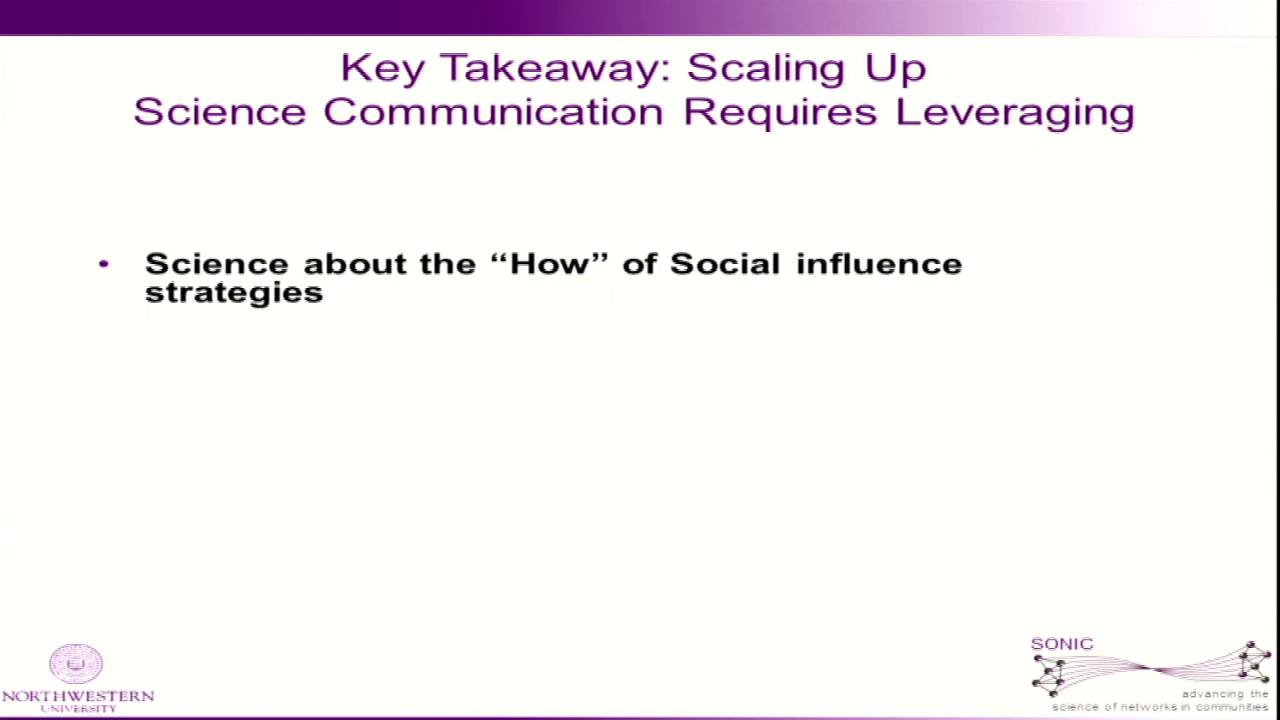 Key Takeaway: Scaling Up
Science Communication Requires Leveraging
• Science about the “How” of Social influence
strategies
NORTHWESTERN
UNIVERSITY
SONIC
advancing the
science of networks in communities